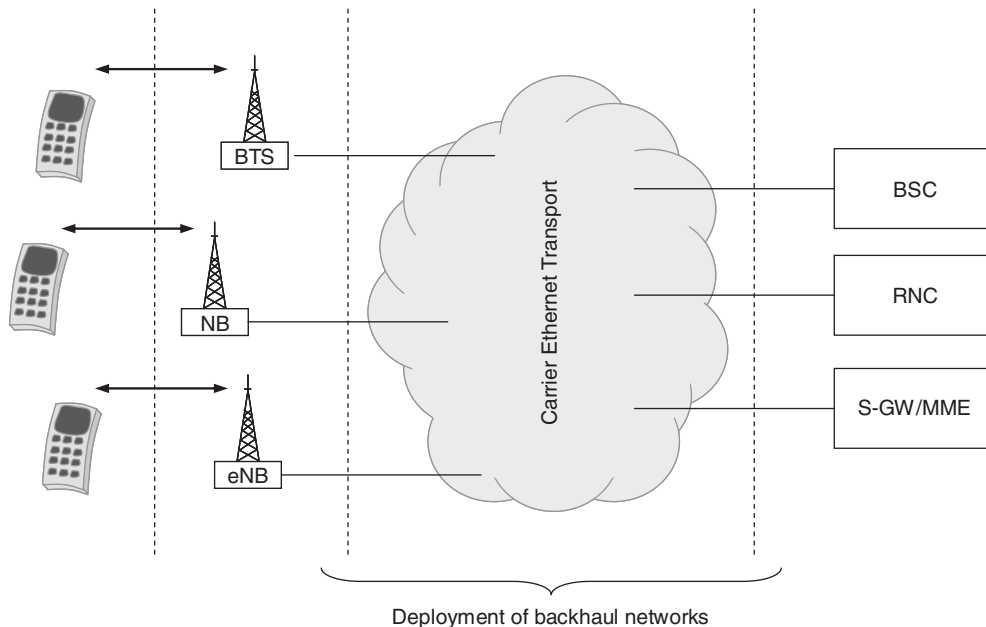 BTS
NB
eNB
Carrier Ethernet Transport
BSC
RNC
S-GW/MME
Deployment of backhaul networks